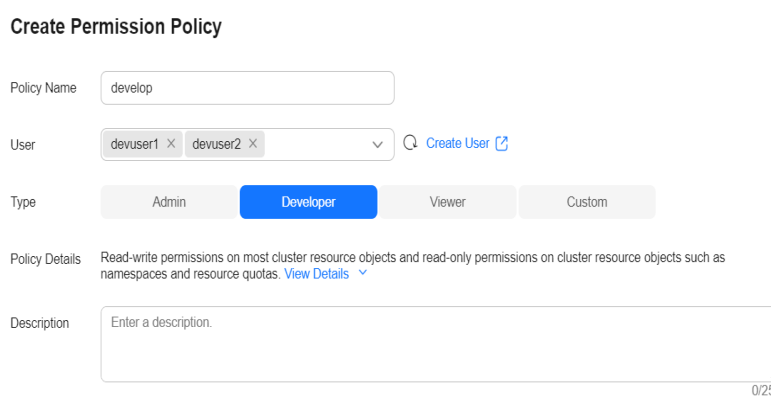 Create Permission Policy
Policy Name develop
User devuser1 × devuser2 × Create User
Type Admin Developer Viewer Custom
Policy Details Read-write permissions on most cluster resource objects and read-only permissions on cluster resource objects such as
namespaces and resource quotas. View Details
Description Enter a description.
0/25